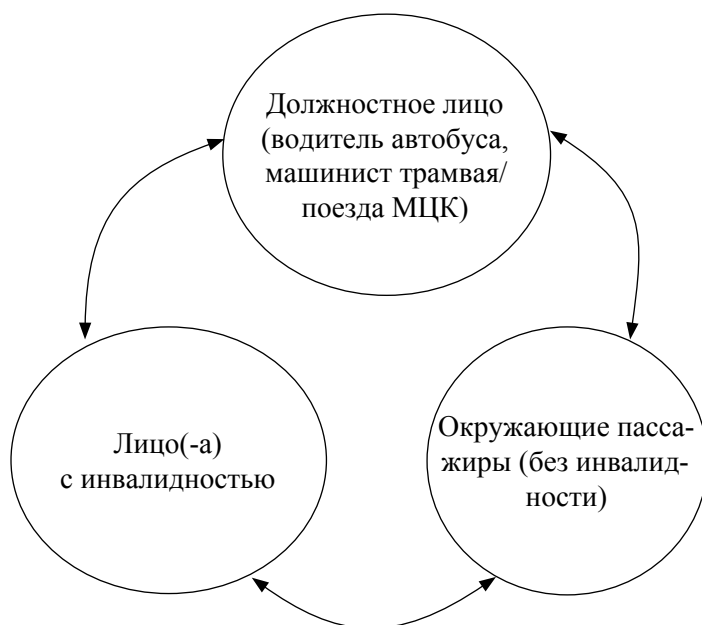 Должностное лицо
(водитель автобуса,
машинист трамвая/
поезда МЦК)
Лицо(-а)
с инвалидностью
Окружающие пасса-
жиры (без инвалид-
ности)